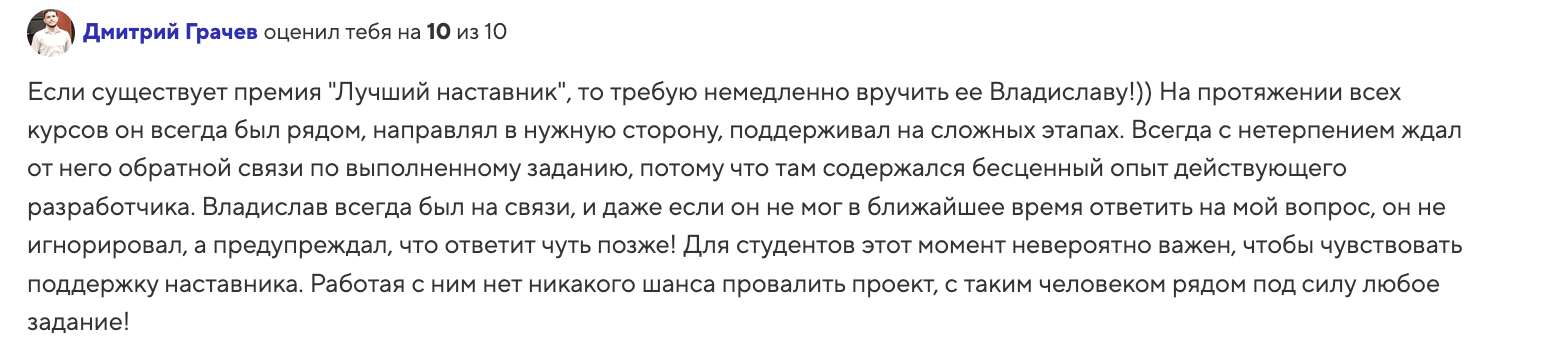 Дмитрий Грачев оценил тебя на 10 из 10
Если существует премия "Лучший наставник", то требую немедленно вручить ее Владиславу!)) На протяжении всех
курсов он всегда был рядом, направлял в нужную сторону, поддерживал на сложных этапах. Всегда с нетерпением ждал
от него обратной связи по выполненному заданию, потому что там содержался бесценный опыт действующего
разработчика. Владислав всегда был на связи, и даже если он не мог в ближайшее время ответить на мой вопрос, он не
игнорировал, а предупреждал, что ответит чуть позже! Для студентов этот момент невероятно важен, чтобы чувствовать
поддержку наставника. Работая с ним нет никакого шанса провалить проект, с таким человеком рядом под силу любое
задание!